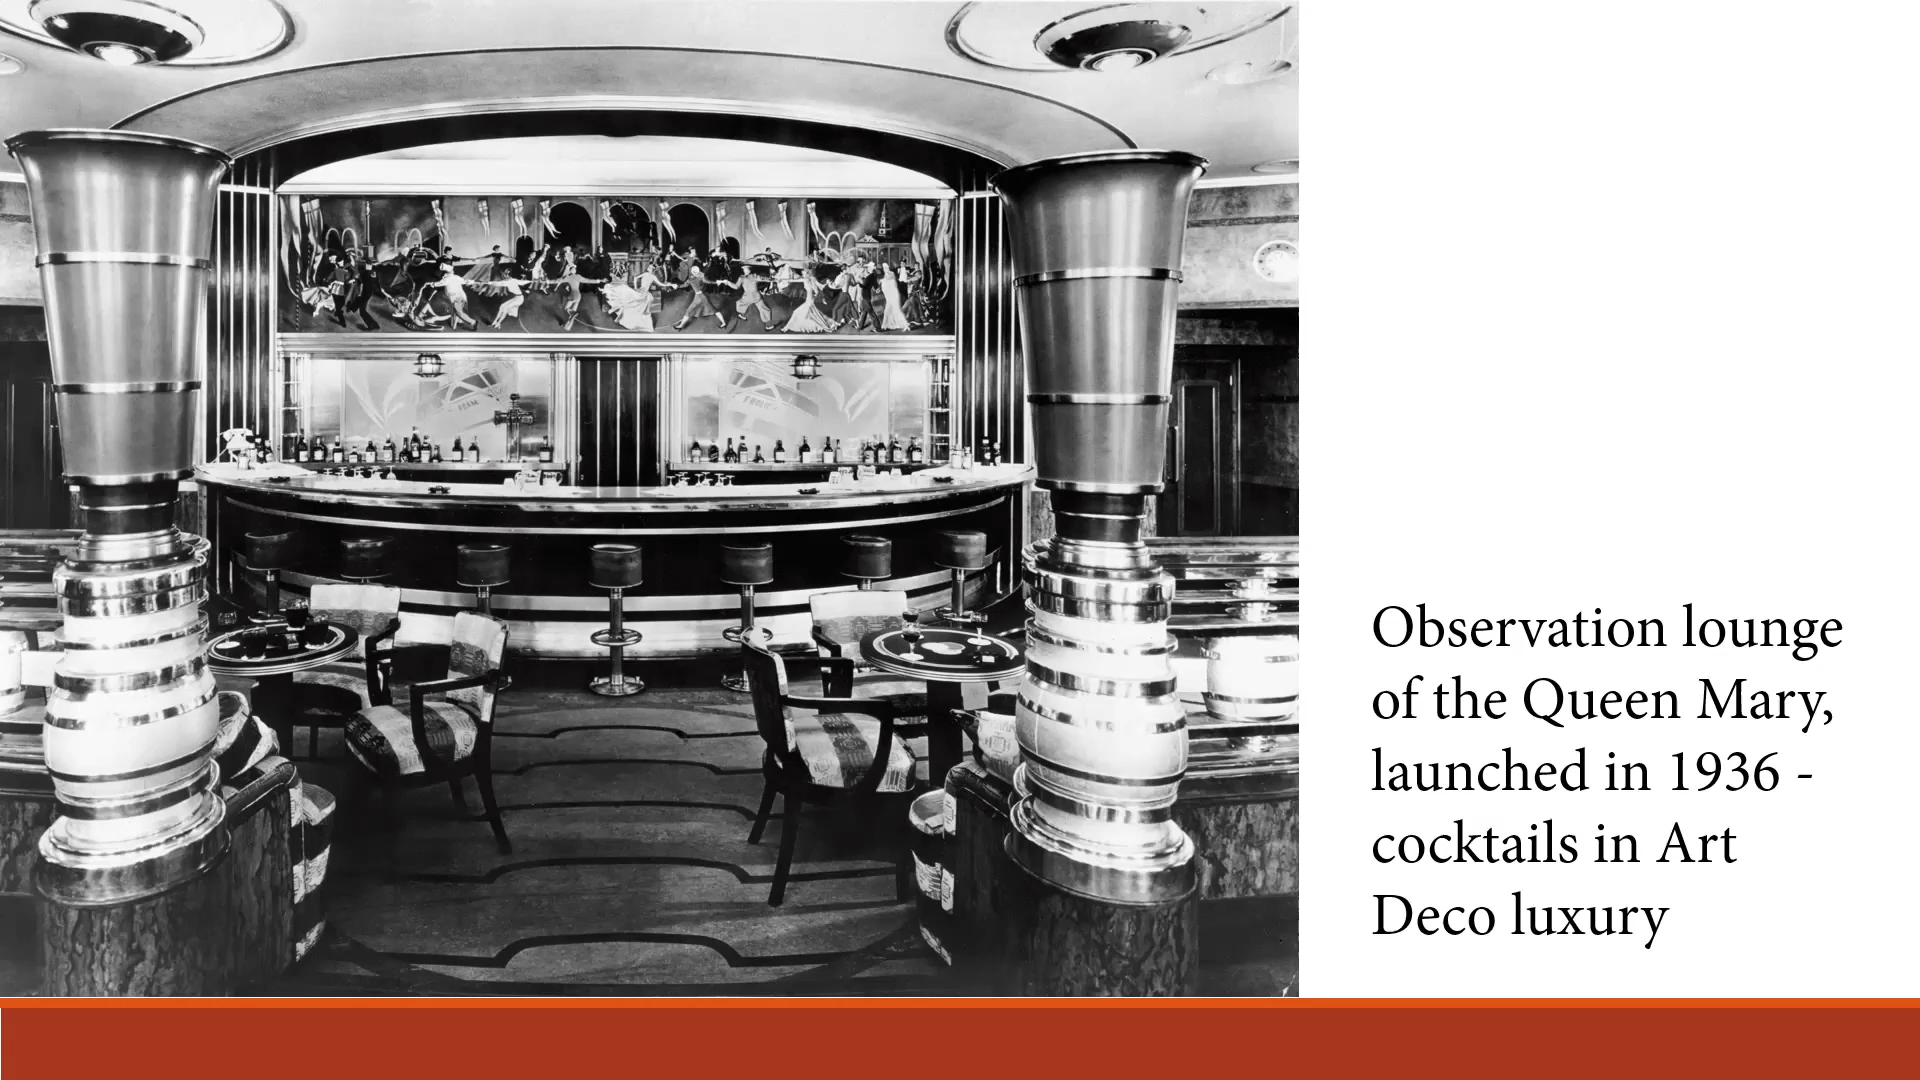 Observation lounge
of the Queen Mary,
launched in 1936 -
cocktails in Art
Deco luxury